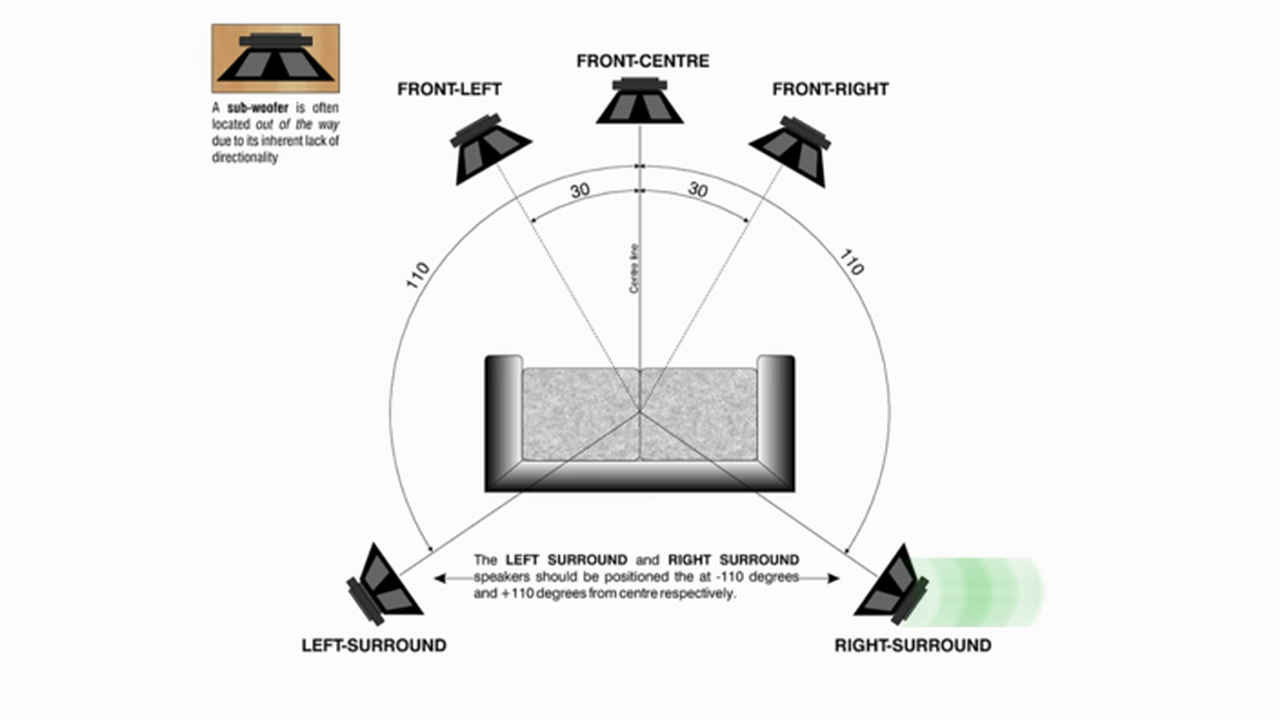 FRONT-CENTRE
FRONT-LEFT
FRONT-RIGHT
A sub-woofer is often
located out of the way
due to its inherent lack of
directionality
30
30
110
110
Centre line
The LEFT SURROUND and RIGHT SURROUND
speakers should be positioned the at -110 degrees
and +110 degrees from centre respectively.
LEFT-SURROUND
RIGHT-SURROUND